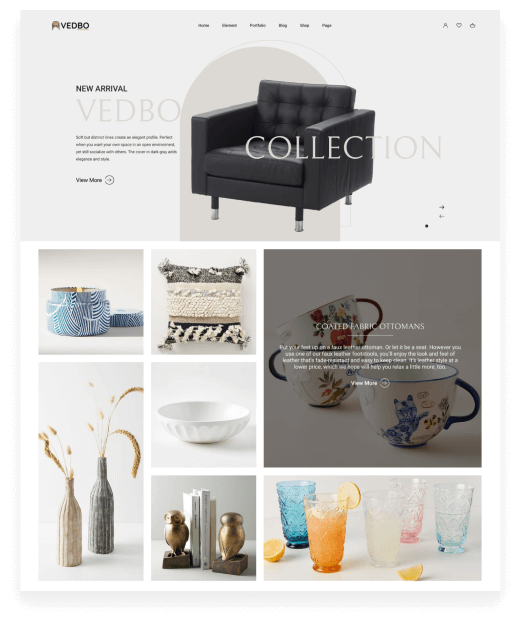 VEDBO
Home Element Portfolio Blog Shop Page
NEW ARRIVAL
VEDBO
COLLECTION
Soft but distinct lines create an elegant profile. Perfect
when you want your own space in an open environment,
yet still socialize with others. The cover in dark gray adds
elegance and style.
View More
COATED FABRIC OTTOMANS
Put your feet up on a faux leather ottoman. Or let it be a seat. However you
use one of our faux leather footstools, you'll enjoy the look and feel of
leather that's fade-resistant and easy to keep clean. It's leather style at a
lower price, which we hope will help you relax a little more, too.
View More